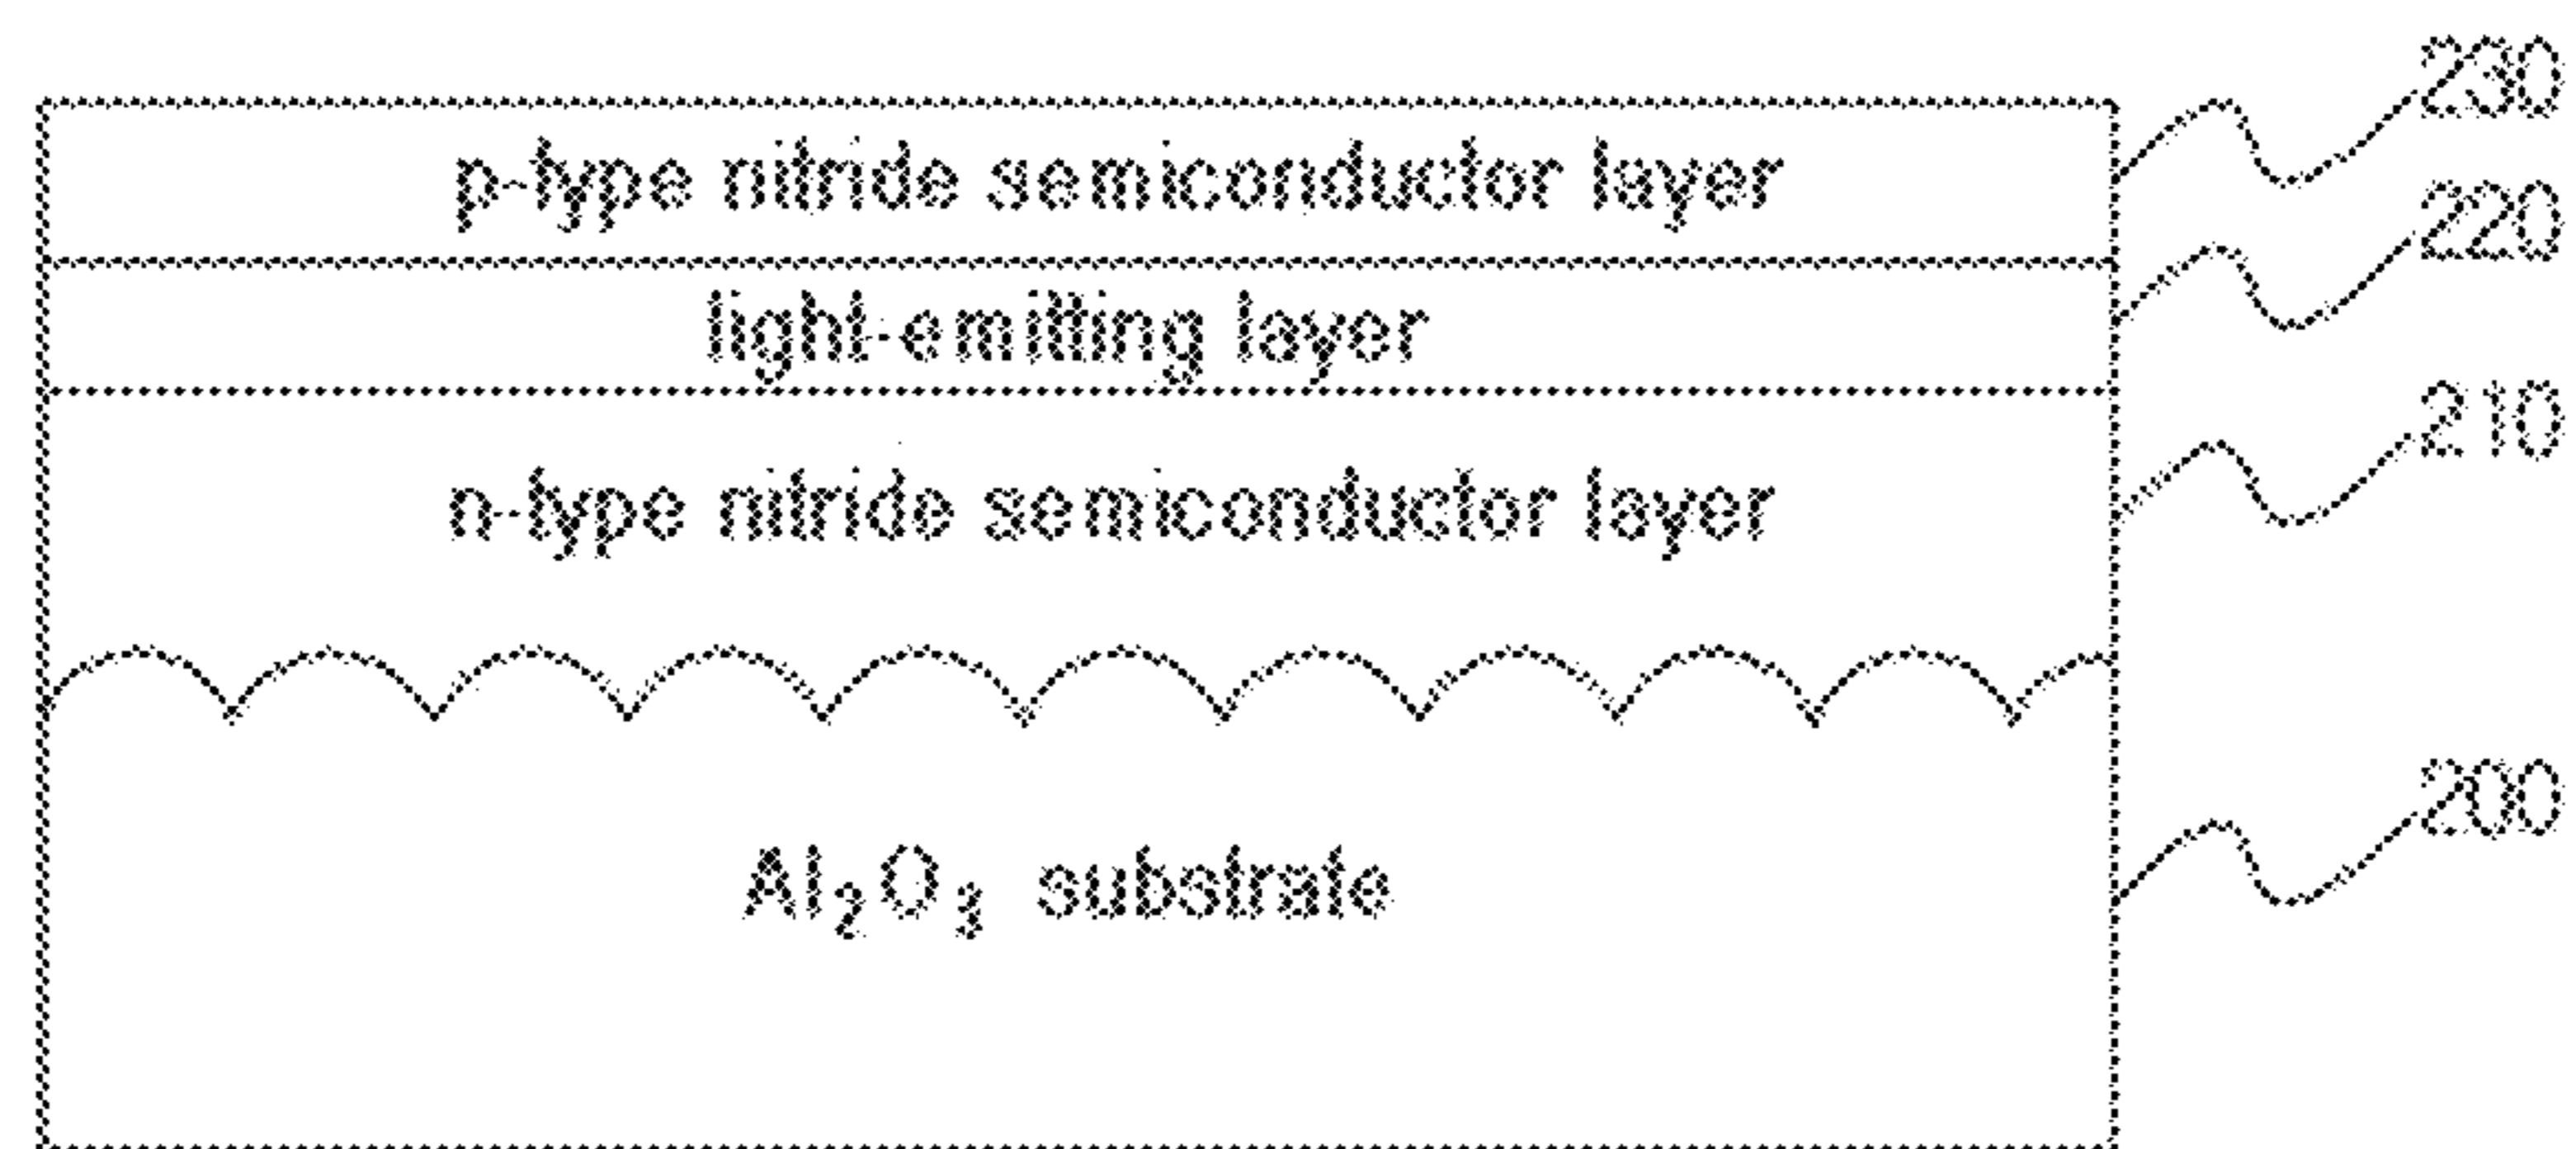 230
p-type nitride semiconductor layer
220
light-emitting layer
210
n-type nitride semiconductor layer
200
Al₂O₃ substrate